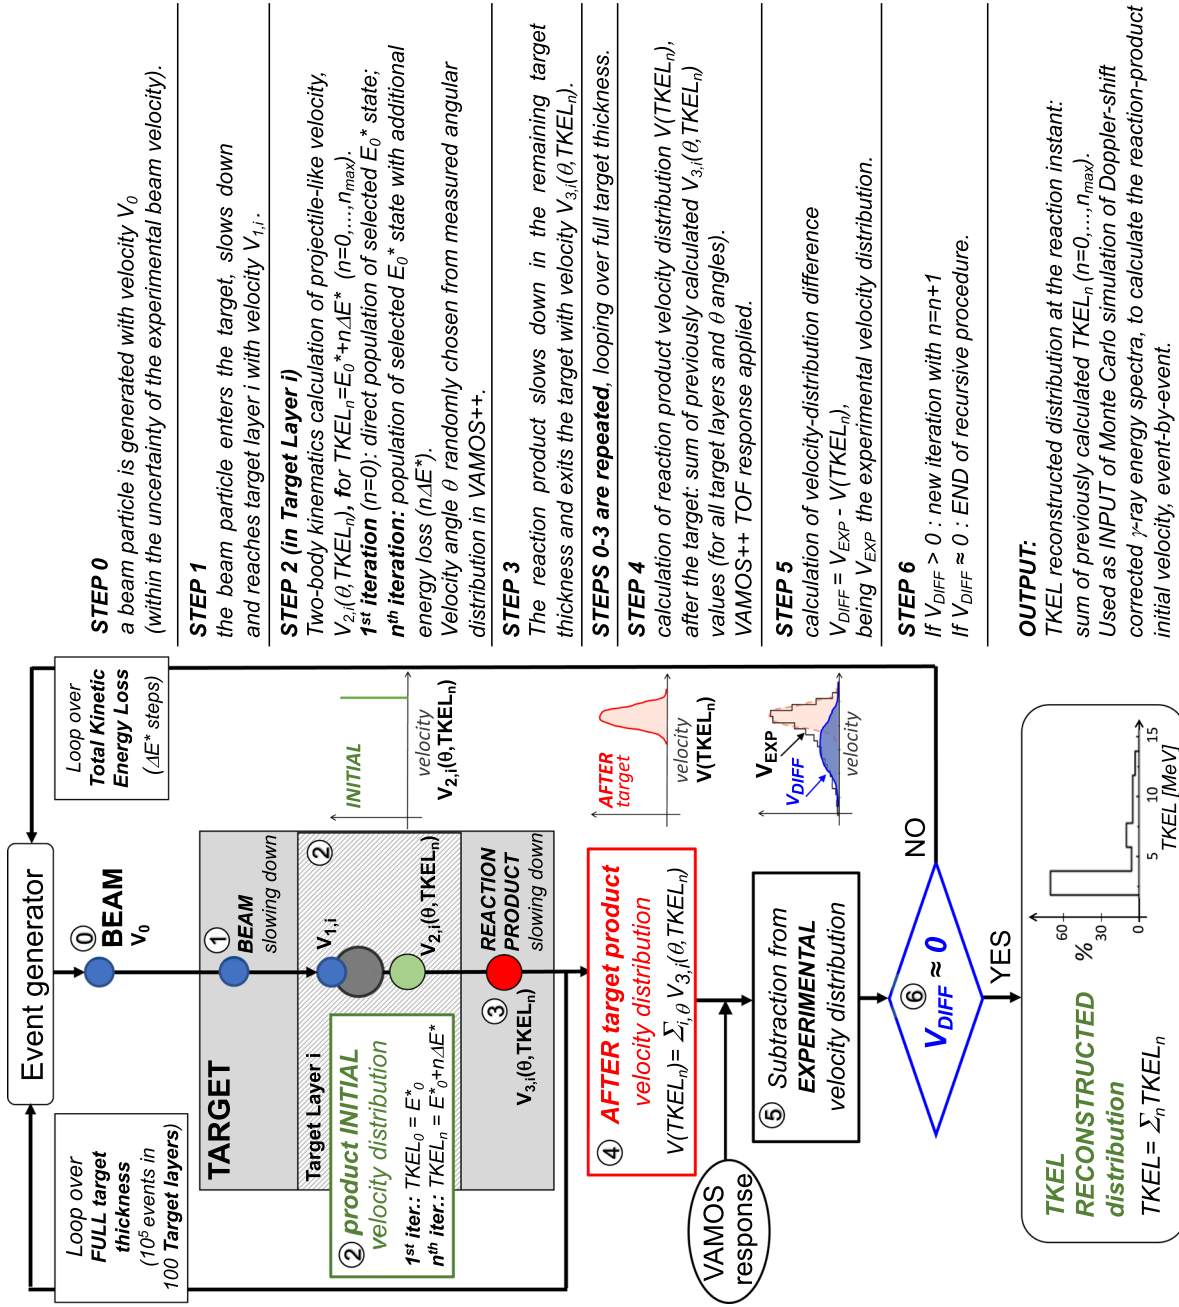 Event generator
Loop over
FULL target
thickness
(10⁵ events in
100 Target layers)
Loop over
Total Kinetic
Energy Loss
(ΔE* steps)
⓪
BEAM
V₀
TARGET
①
BEAM
slowing down
Target Layer i
V₁,ᵢ
②
② product INITIAL
velocity distribution
1ˢᵗ iter.: TKEL₀ = E*₀
nᵗʰ iter.: TKELₙ = E*₀+nΔE*
V₂,ᵢ(θ,TKELₙ)
INITIAL
velocity
V₂,ᵢ(θ,TKELₙ)
③
REACTION
PRODUCT
slowing down
V₃,ᵢ(θ,TKELₙ)
④ AFTER target product
velocity distribution
V(TKELₙ)= Σᵢ,θ V₃,ᵢ(θ,TKELₙ)
AFTER
target
velocity
V(TKELₙ)
VAMOS
response
⑤ Subtraction from
EXPERIMENTAL
velocity distribution
V_EXP
V_DIFF
velocity
⑥
V_DIFF ≈ 0
NO
YES
TKEL
RECONSTRUCTED
distribution
TKEL= Σₙ TKELₙ
%
60
30
0
5
10
15
TKEL [MeV]
STEP 0
a beam particle is generated with velocity V₀
(within the uncertainty of the experimental beam velocity).
STEP 1
the beam particle enters the target, slows down
and reaches target layer i with velocity V₁,ᵢ.
STEP 2 (in Target Layer i)
Two-body kinematics calculation of projectile-like velocity,
V₂,ᵢ(θ,TKELₙ), for TKELₙ=E₀*+nΔE* (n=0,...,nₘₐₓ).
1ˢᵗ iteration (n=0): direct population of selected E₀* state;
nᵗʰ iteration: population of selected E₀* state with additional
energy loss (nΔE*).
Velocity angle θ randomly chosen from measured angular
distribution in VAMOS++.
STEP 3
The reaction product slows down in the remaining target
thickness and exits the target with velocity V₃,ᵢ(θ,TKELₙ).
STEPS 0-3 are repeated, looping over full target thickness.
STEP 4
calculation of reaction product velocity distribution V(TKELₙ),
after the target: sum of previously calculated V₃,ᵢ(θ,TKELₙ)
values (for all target layers and θ angles).
VAMOS++ TOF response applied.
STEP 5
calculation of velocity-distribution difference
V_DIFF = V_EXP - V(TKELₙ),
being V_EXP the experimental velocity distribution.
STEP 6
If V_DIFF > 0 : new iteration with n=n+1
If V_DIFF ≈ 0 : END of recursive procedure.
OUTPUT:
TKEL reconstructed distribution at the reaction instant:
sum of previously calculated TKELₙ (n=0,...,nₘₐₓ).
Used as INPUT of Monte Carlo simulation of Doppler-shift
corrected γ-ray energy spectra, to calculate the reaction-product
initial velocity, event-by-event.